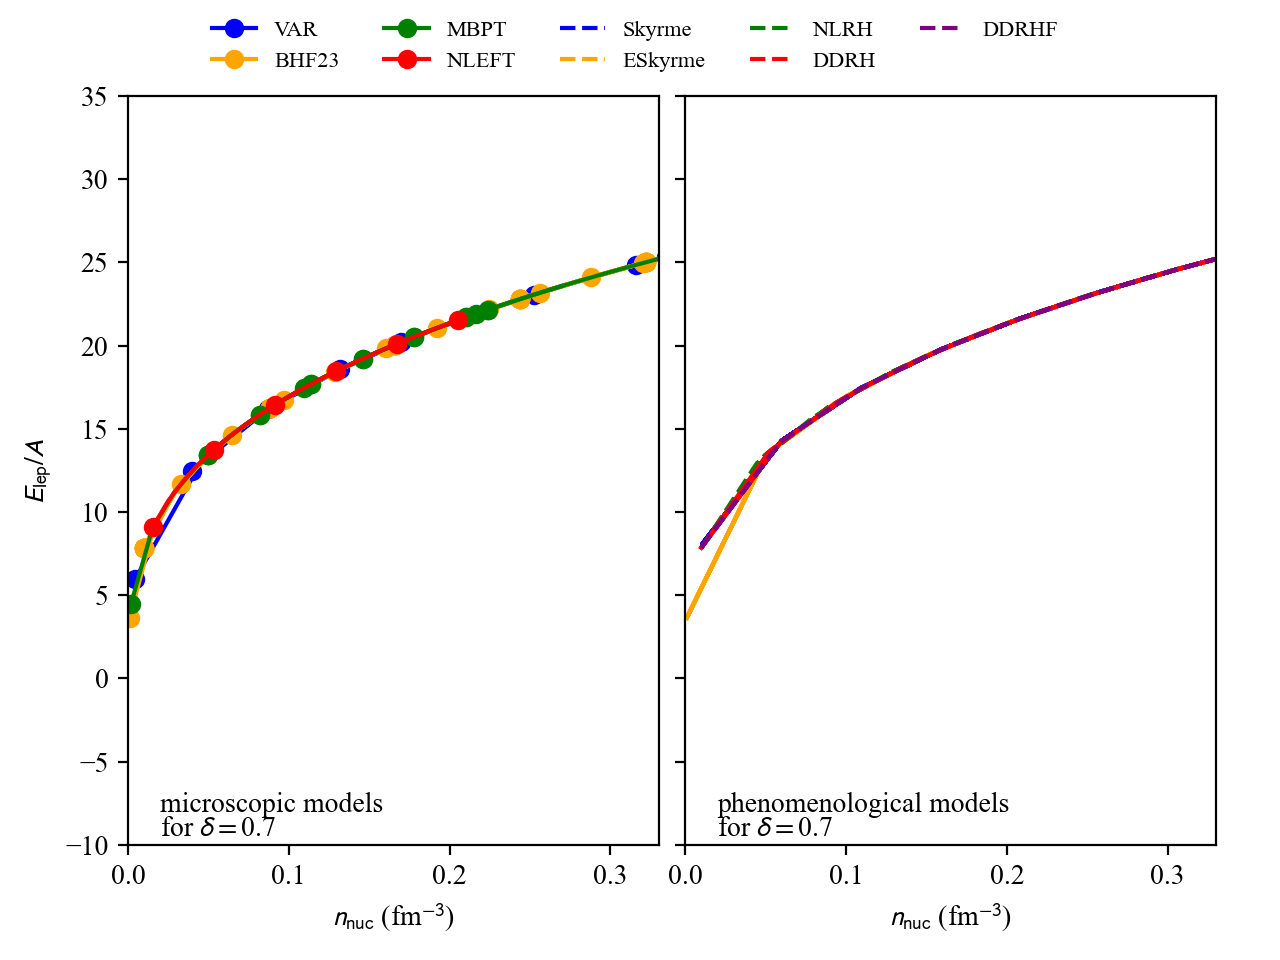 VAR MBPT Skyrme NLRH DDRHF
BHF23 NLEFT ESkyrme DDRH
35
30
25
20
15
10
5
0
−5
−10
E_lep/A
microscopic models
for δ = 0.7
phenomenological models
for δ = 0.7
0.0 0.1 0.2 0.3
0.0 0.1 0.2 0.3
n_nuc (fm⁻³)
n_nuc (fm⁻³)